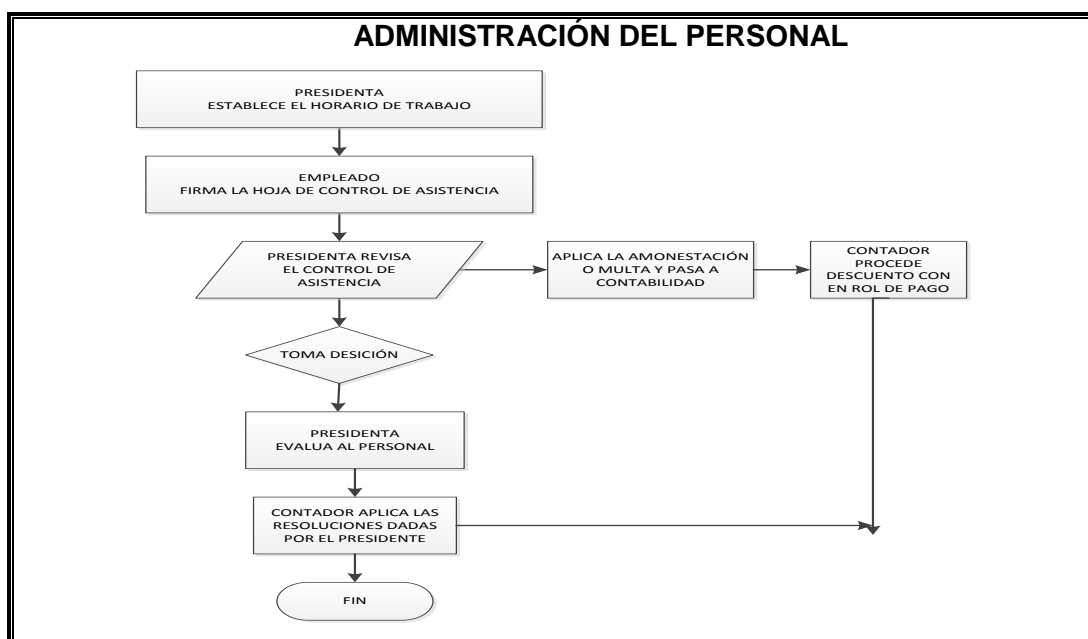 ADMINISTRACIÓN DEL PERSONAL
PRESIDENTA
ESTABLECE EL HORARIO DE TRABAJO
EMPLEADO
FIRMA LA HOJA DE CONTROL DE ASISTENCIA
PRESIDENTA REVISA
EL CONTROL DE
ASISTENCIA
APLICA LA AMONESTACIÓN
O MULTA Y PASA A
CONTABILIDAD
CONTADOR
PROCEDE
DESCUENTO CON
EN ROL DE PAGO
TOMA DESICIÓN
PRESIDENTA
EVALUA AL PERSONAL
CONTADOR APLICA LAS
RESOLUCIONES DADAS
POR EL PRESIDENTE
FIN